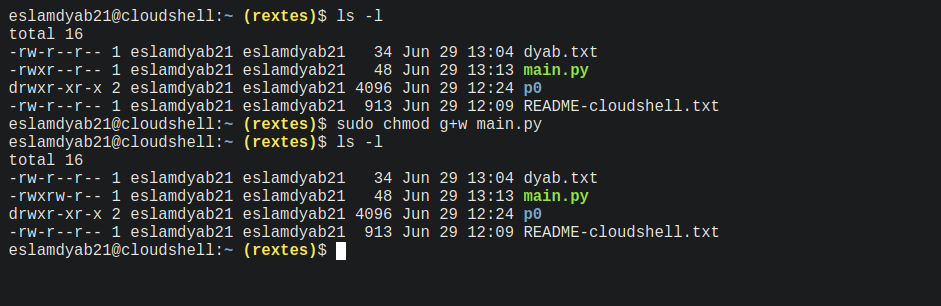 eslamdyab21@cloudshell:~ (rextes)$ ls -l
total 16
-rw-r--r-- 1 eslamdyab21 eslamdyab21   34 Jun 29 13:04 dyab.txt
-rwxr--r-- 1 eslamdyab21 eslamdyab21   48 Jun 29 13:13 main.py
drwxr-xr-x 2 eslamdyab21 eslamdyab21 4096 Jun 29 12:24 p0
-rw-r--r-- 1 eslamdyab21 eslamdyab21  913 Jun 29 12:09 README-cloudshell.txt
eslamdyab21@cloudshell:~ (rextes)$ sudo chmod g+w main.py
eslamdyab21@cloudshell:~ (rextes)$ ls -l
total 16
-rw-r--r-- 1 eslamdyab21 eslamdyab21   34 Jun 29 13:04 dyab.txt
-rwxrw-r-- 1 eslamdyab21 eslamdyab21   48 Jun 29 13:13 main.py
drwxr-xr-x 2 eslamdyab21 eslamdyab21 4096 Jun 29 12:24 p0
-rw-r--r-- 1 eslamdyab21 eslamdyab21  913 Jun 29 12:09 README-cloudshell.txt
eslamdyab21@cloudshell:~ (rextes)$